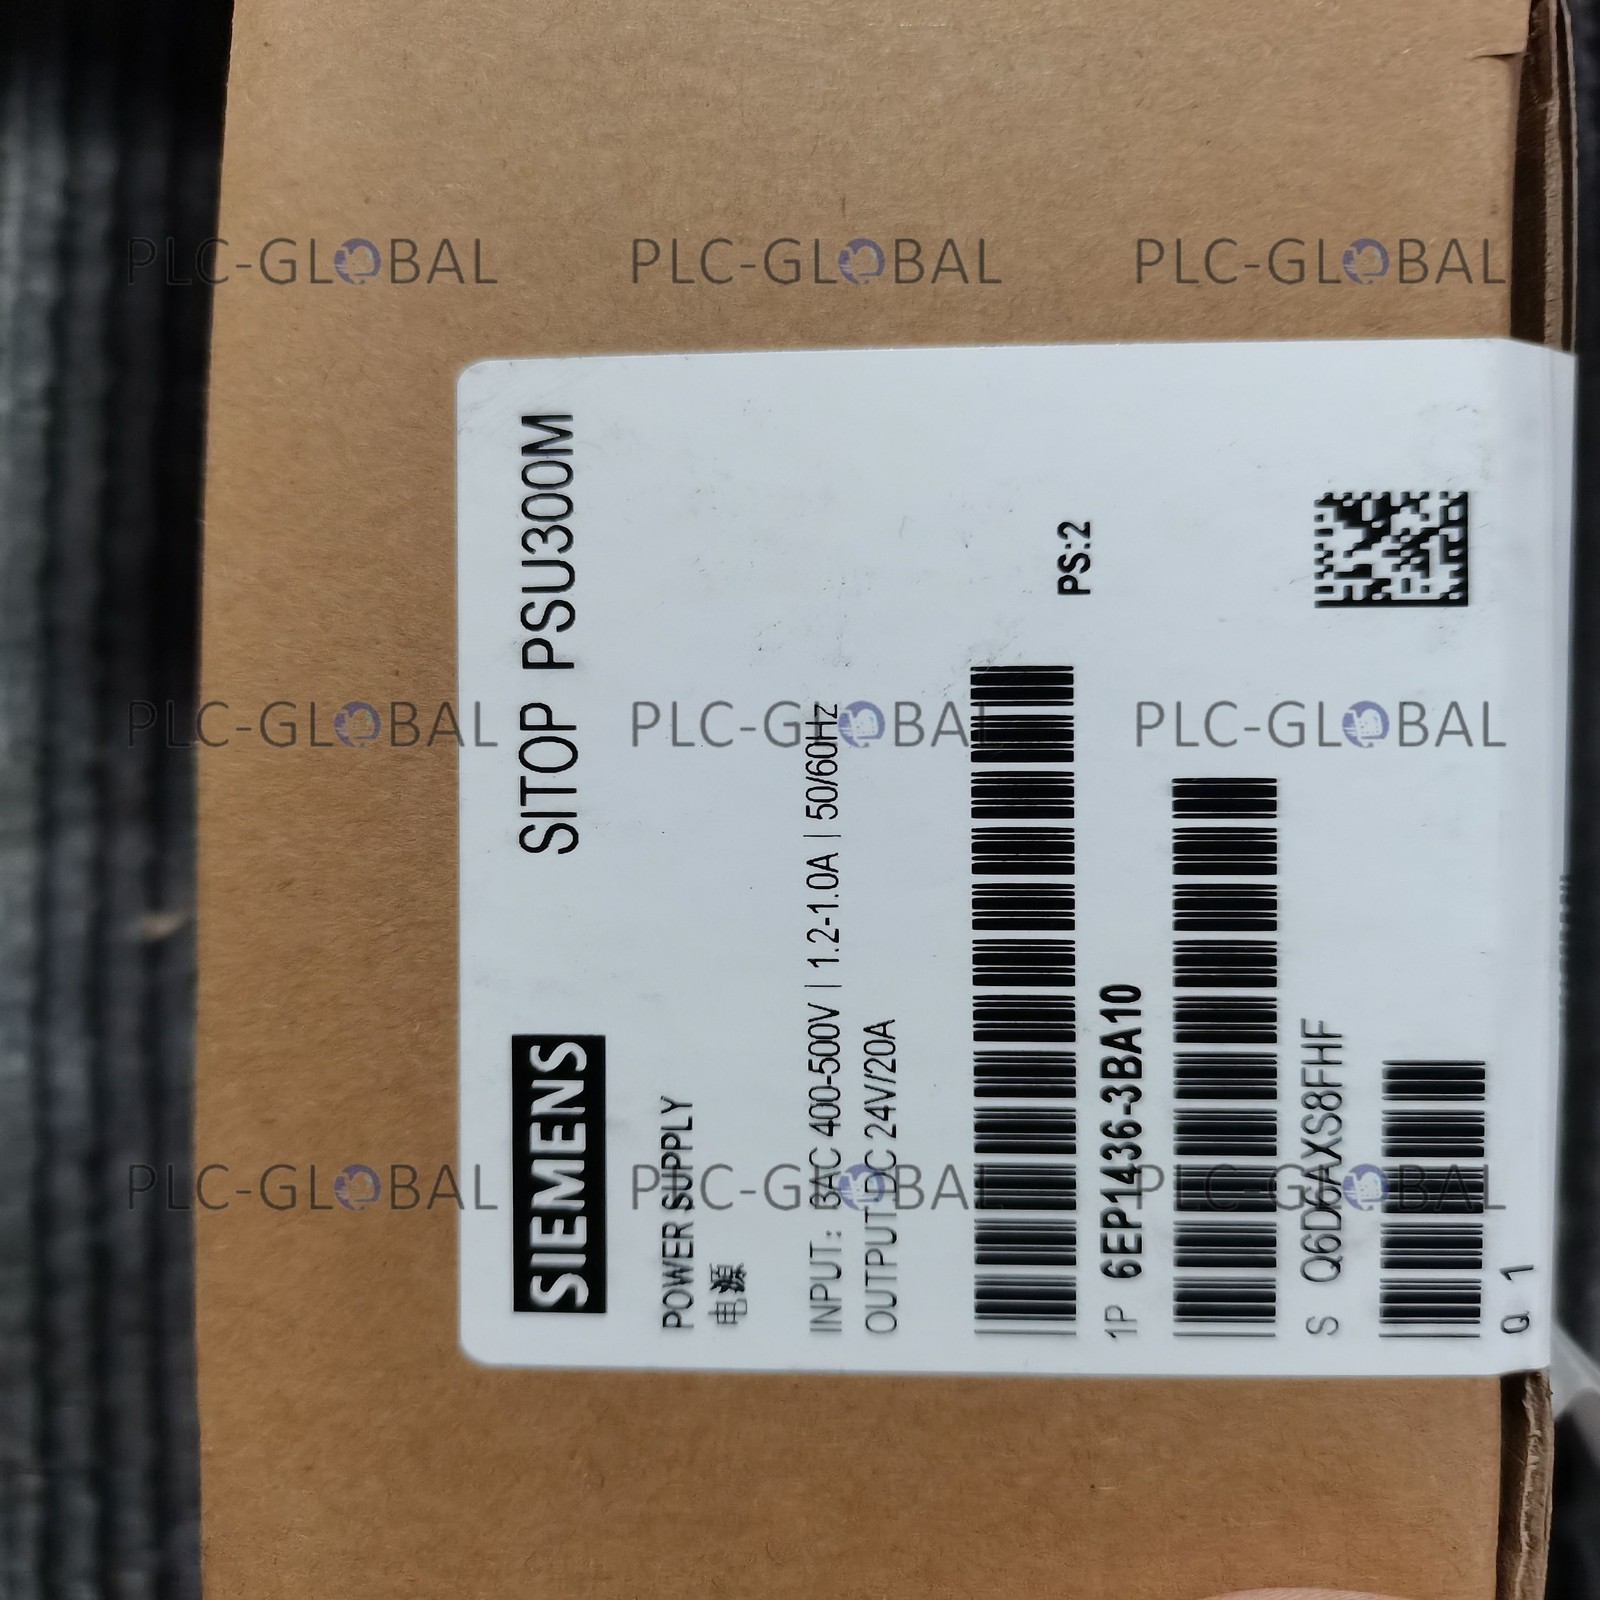 SIEMENS
SITOP PSU300M
POWER SUPPLY
电源
INPUT: 3AC 400-500V | 1.2-1.0A | 50/60Hz
OUTPUT: DC 24V/20A
PS:2
1P 6EP1436-3BA10
S Q6D6AXS8FHF
Q 1
PLC-GLOBAL PLC-GLOBAL PLC-GLOBAL
PLC-GLOBAL PLC-GLOBAL PLC-GLOBAL
PLC-GLOBAL PLC-GLOBAL PLC-GLOBAL